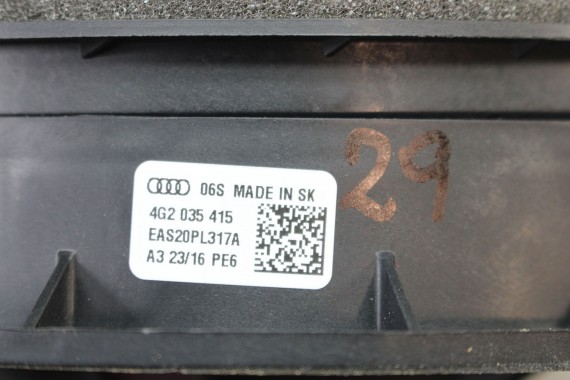 06S MADE IN SK
4G2 035 415
EAS20PL317A
A3 23/16 PE6
29